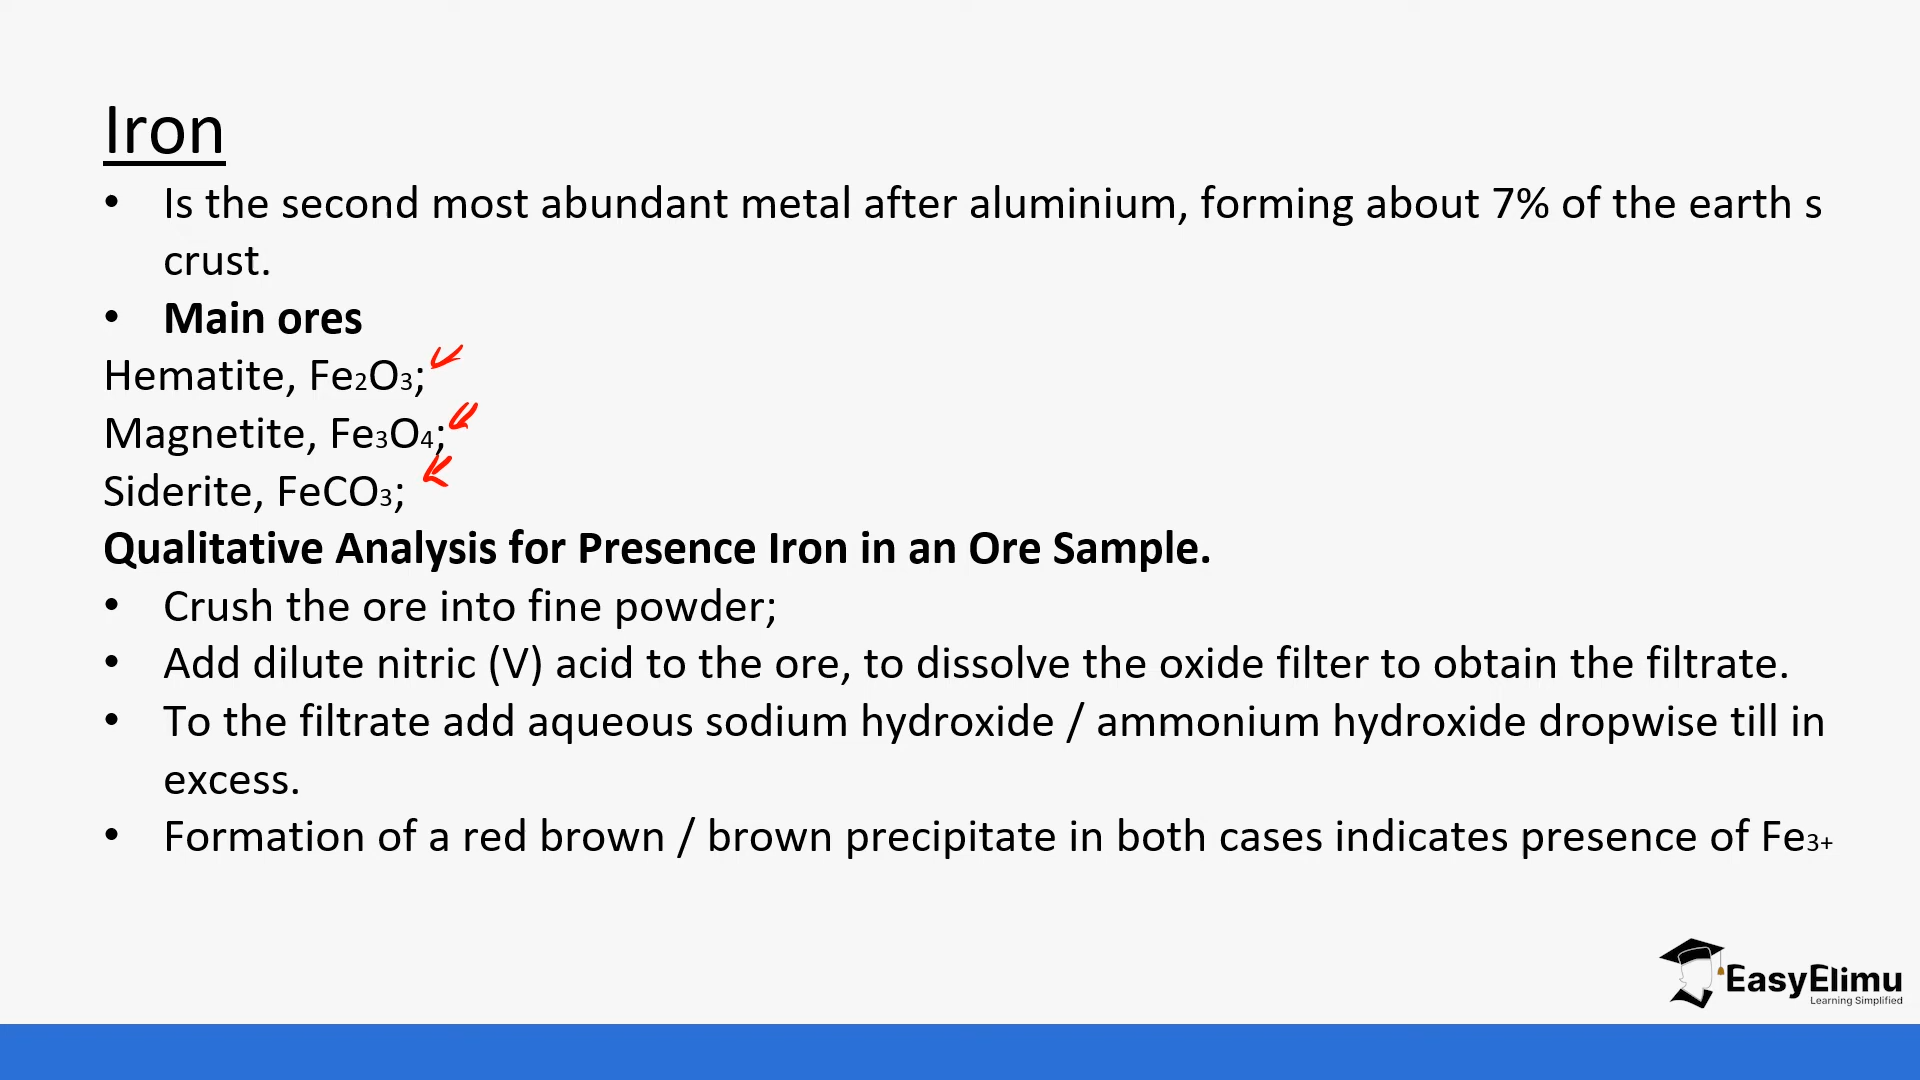 Iron
• Is the second most abundant metal after aluminium, forming about 7% of the earth s
crust.
• Main ores
Hematite, Fe₂O₃;
Magnetite, Fe₃O₄;
Siderite, FeCO₃;
Qualitative Analysis for Presence Iron in an Ore Sample.
• Crush the ore into fine powder;
• Add dilute nitric (V) acid to the ore, to dissolve the oxide filter to obtain the filtrate.
• To the filtrate add aqueous sodium hydroxide / ammonium hydroxide dropwise till in
excess.
• Formation of a red brown / brown precipitate in both cases indicates presence of Fe₃₊
EasyElimu
Learning Simplified